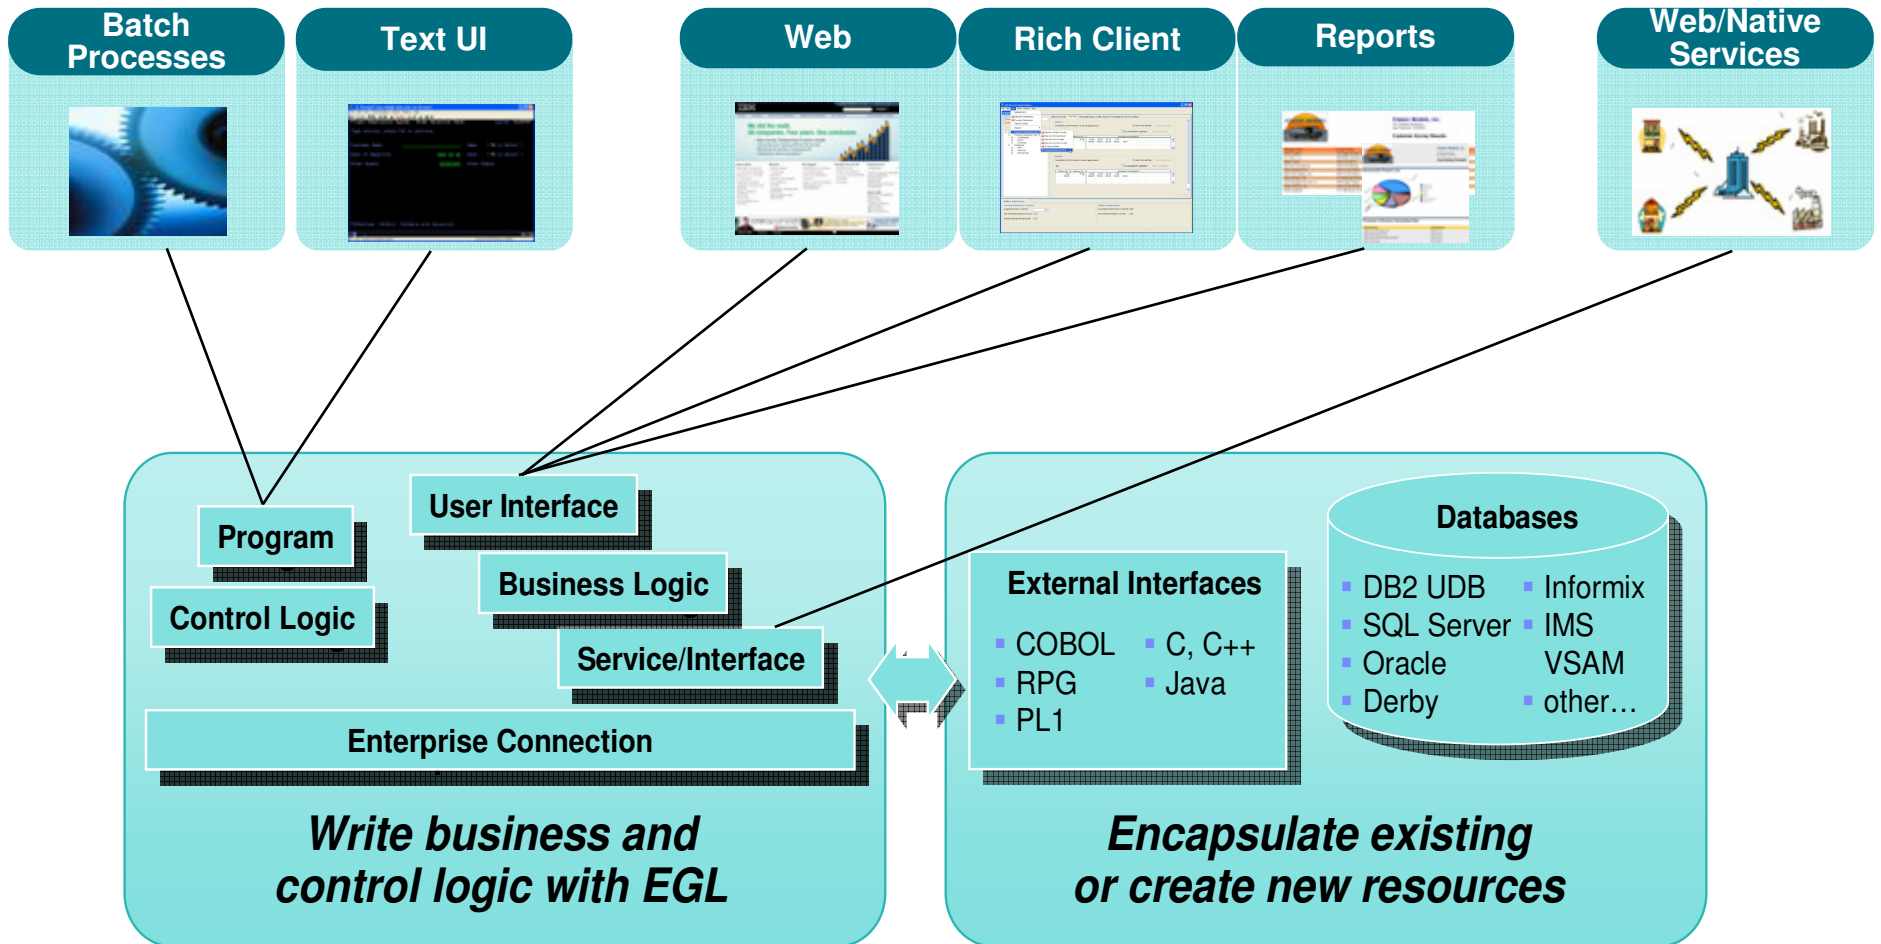 Batch
Processes
Text UI
Web
Rich Client
Reports
Web/Native
Services
Program
Control Logic
User Interface
Business Logic
Service/Interface
Enterprise Connection
Write business and
control logic with EGL
External Interfaces
▪ COBOL
▪ RPG
▪ PL1
▪ C, C++
▪ Java
Databases
▪ DB2 UDB
▪ SQL Server
▪ Oracle
▪ Derby
▪ Informix
▪ IMS
VSAM
▪ other…
Encapsulate existing
or create new resources